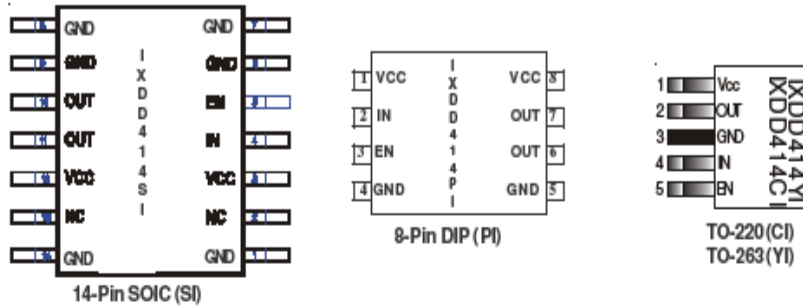 GND GND
GND GND
OUT EN
OUT IN
VCC VCC
NC NC
GND GND
IXDD414SI
14-Pin SOIC (SI)
1 VCC VCC 8
2 IN OUT 7
3 EN OUT 6
4 GND GND 5
IXDD414PI
8-Pin DIP (PI)
1 Vcc
2 OUT
3 GND
4 IN
5 EN
IXDD414YI
IXDD414CI
TO-220 (CI)
TO-263 (YI)